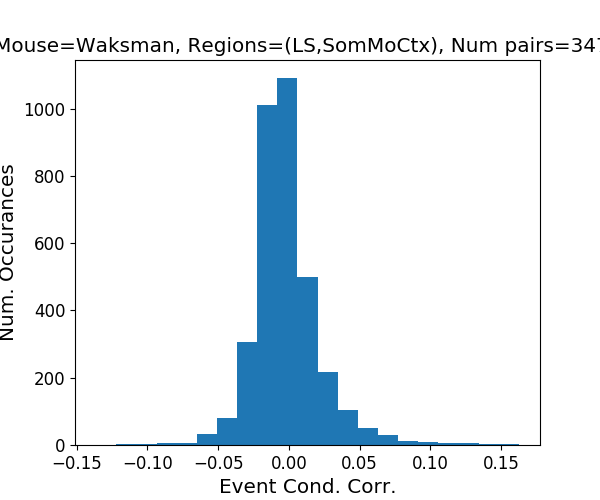 Mouse=Waksman, Regions=(LS,SomMoCtx), Num pairs=347
Num. Occurances
1000
800
600
400
200
0
−0.15 −0.10 −0.05 0.00 0.05 0.10 0.15
Event Cond. Corr.